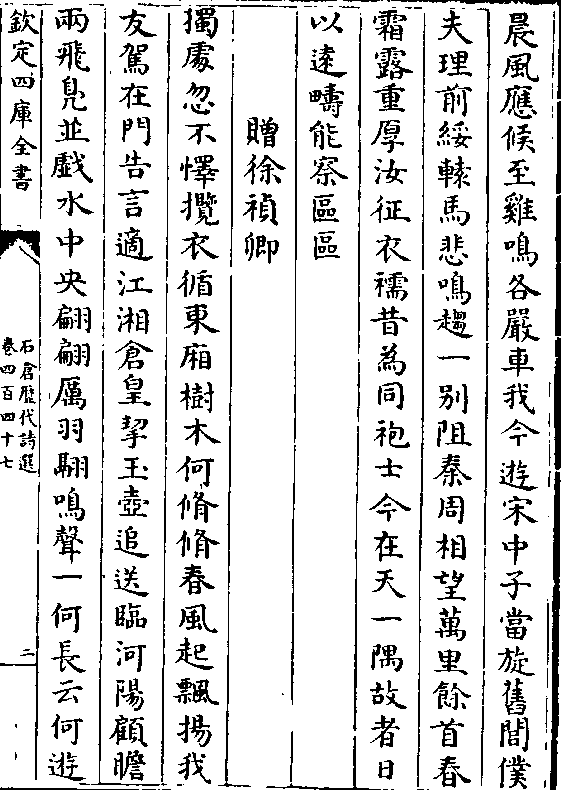 晨風應候至雞鳴各嚴車我今遊宋中子當旋舊閭僕
夫理前綏轅馬悲鳴趨一别阻秦周相望萬里餘首春
霜露重厚汝征衣襦昔為同袍士今在天一隅故者日
以遠疇能察區區
贈徐禎卿
獨處忽不懌攬衣循東廂樹木何脩脩春風起飄揚我
友駕在門告言適江湘倉皇挈玉壺追送臨河陽顧瞻
兩飛鳧並戲水中央翩翩厲羽翮鳴聲一何長云何遊
欽定四庫全書
石倉歷代詩選
卷四百四十七
二